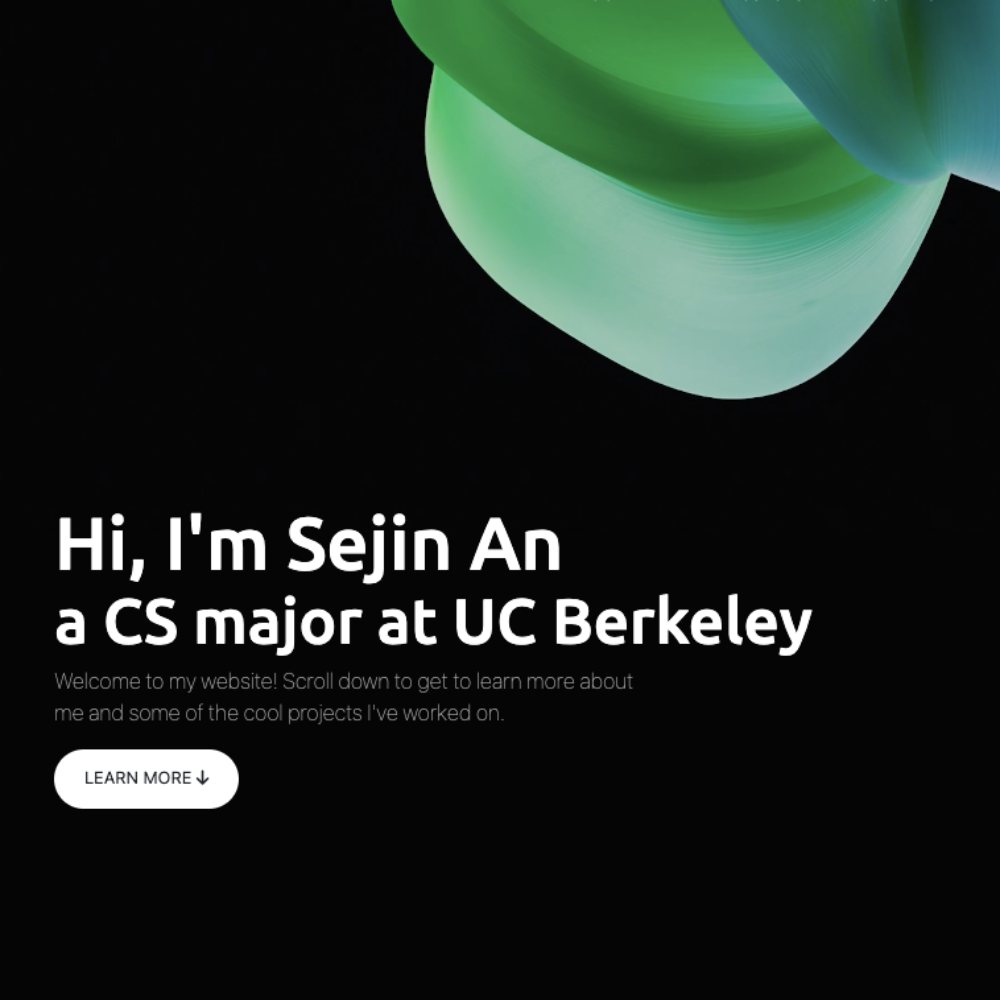 Hi, I'm Sejin An
a CS major at UC Berkeley
Welcome to my website! Scroll down to get to learn more about
me and some of the cool projects I've worked on.
LEARN MORE ↓